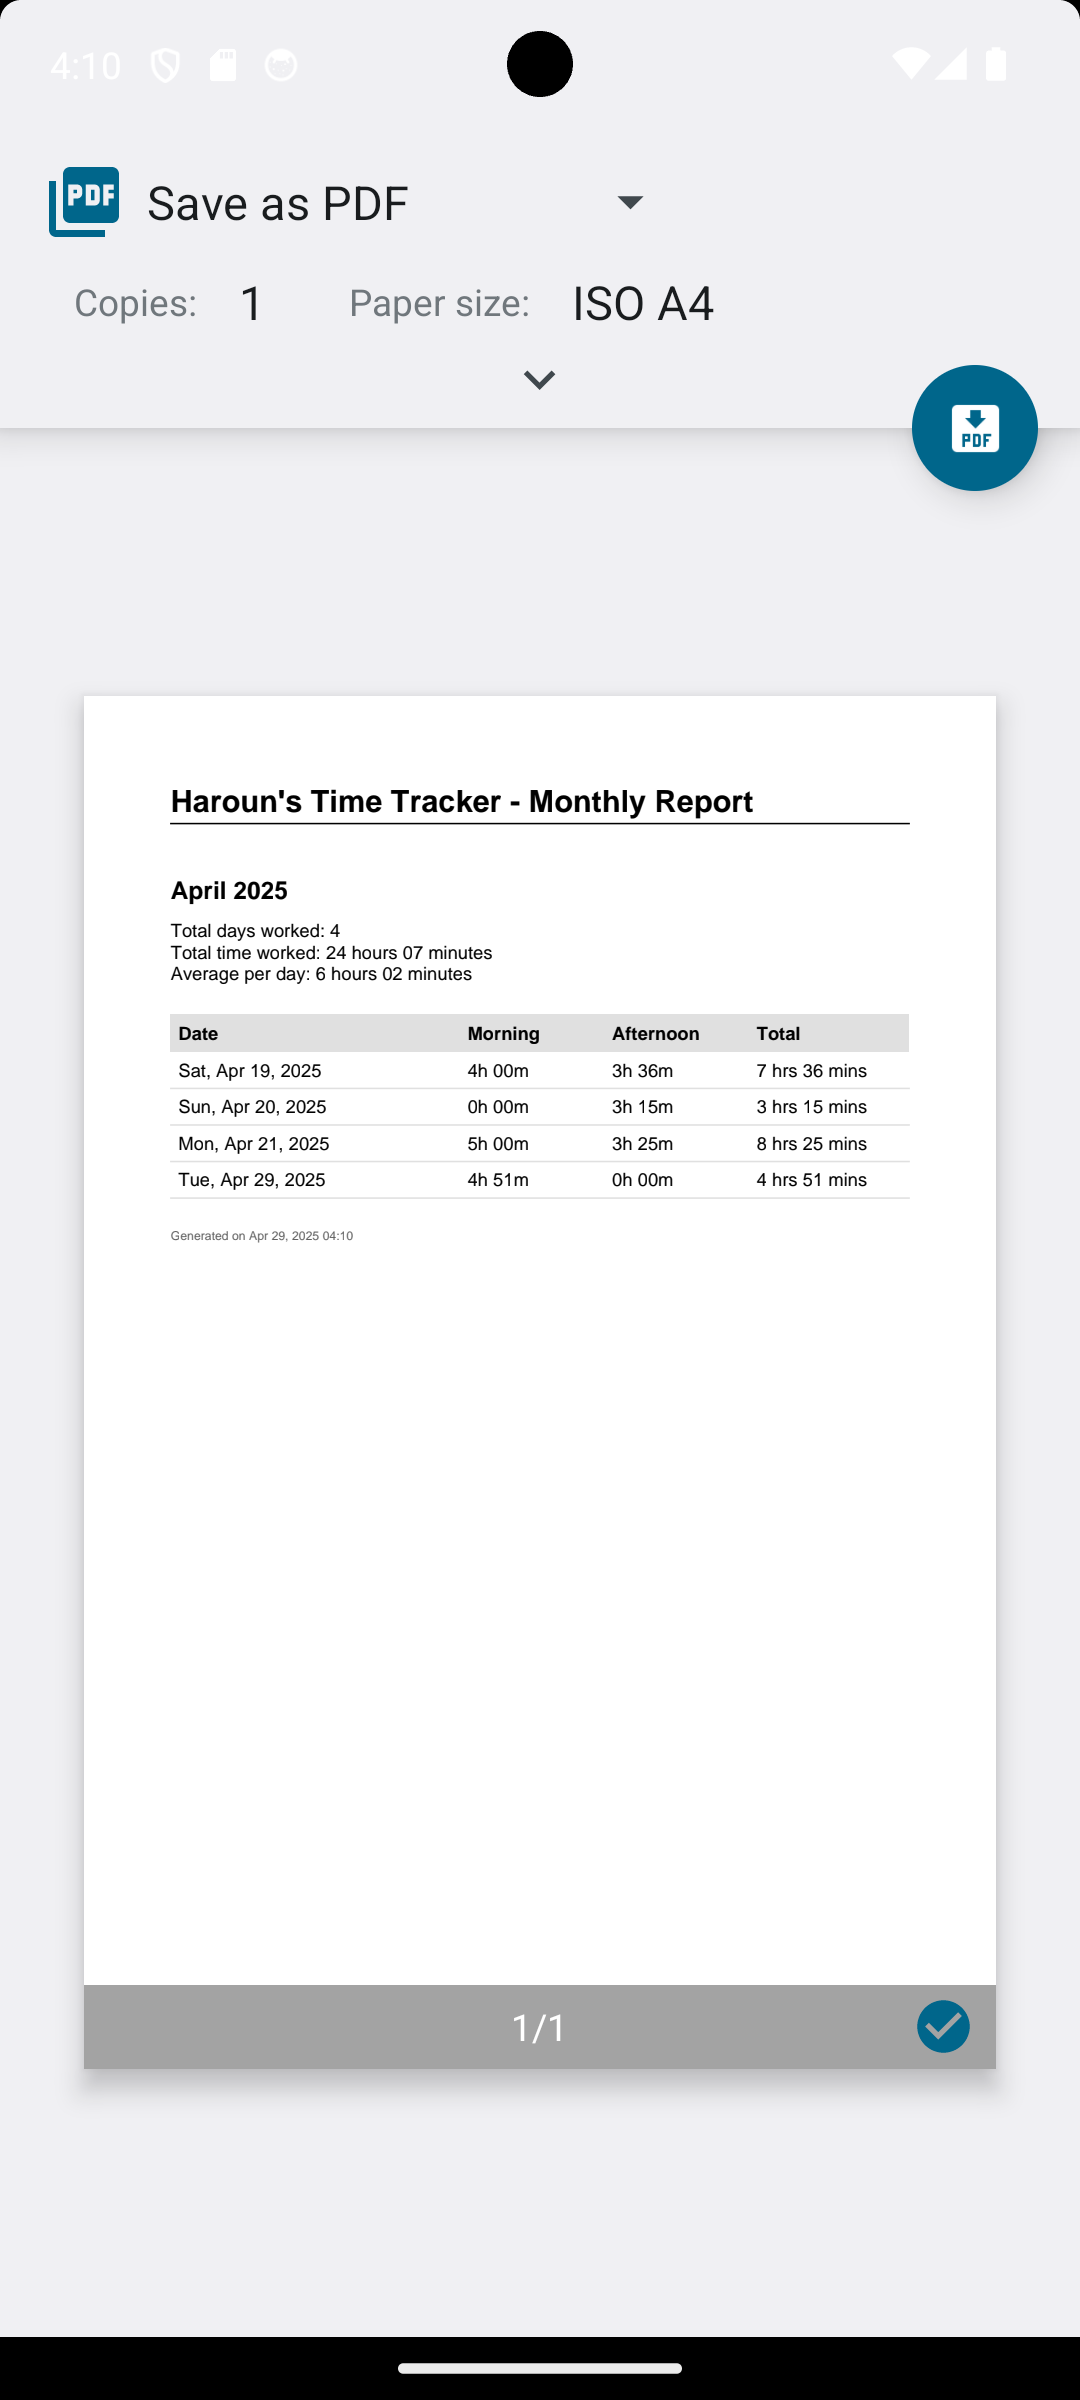 4:10
PDF Save as PDF
Copies: 1 Paper size: ISO A4
PDF
Haroun's Time Tracker - Monthly Report
April 2025
Total days worked: 4
Total time worked: 24 hours 07 minutes
Average per day: 6 hours 02 minutes
Date Morning Afternoon Total
Sat, Apr 19, 2025 4h 00m 3h 36m 7 hrs 36 mins
Sun, Apr 20, 2025 0h 00m 3h 15m 3 hrs 15 mins
Mon, Apr 21, 2025 5h 00m 3h 25m 8 hrs 25 mins
Tue, Apr 29, 2025 4h 51m 0h 00m 4 hrs 51 mins
Generated on Apr 29, 2025 04:10
1/1